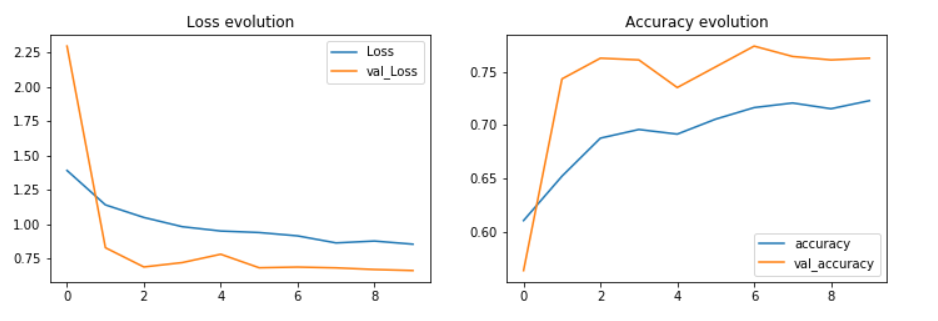 Loss evolution
Loss
val_Loss
2.25
2.00
1.75
1.50
1.25
1.00
0.75
0 2 4 6 8
Accuracy evolution
0.75
0.70
0.65
0.60
accuracy
val_accuracy
0 2 4 6 8